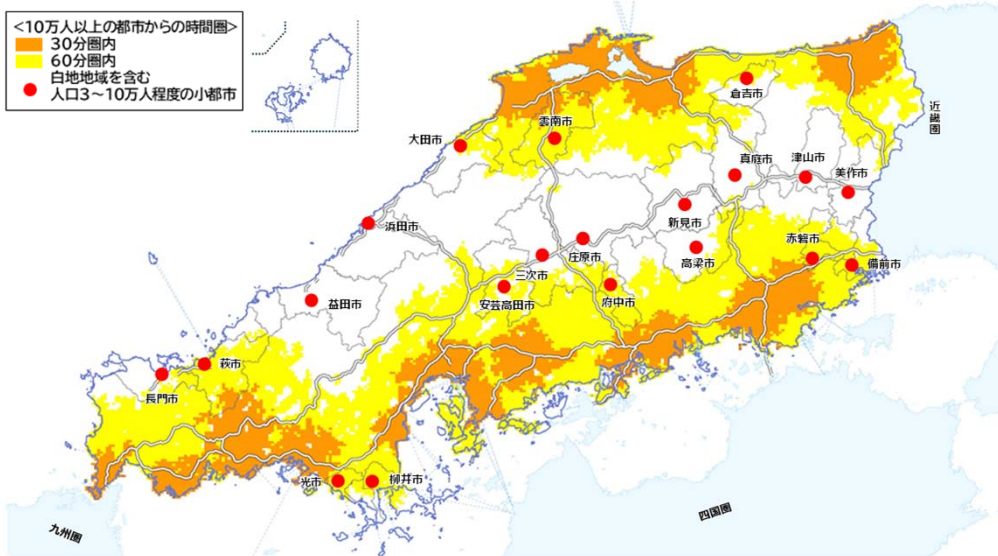 <10万人以上の都市からの時間圏>
30分圏内
60分圏内
白地地域を含む
人口3～10万人程度の小都市
倉吉市
近畿圏
雲南市
大田市
真庭市
津山市
美作市
新見市
浜田市
庄原市
赤磐市
高梁市
備前市
三次市
安芸高田市
府中市
益田市
萩市
長門市
光市
柳井市
四国圏
九州圏